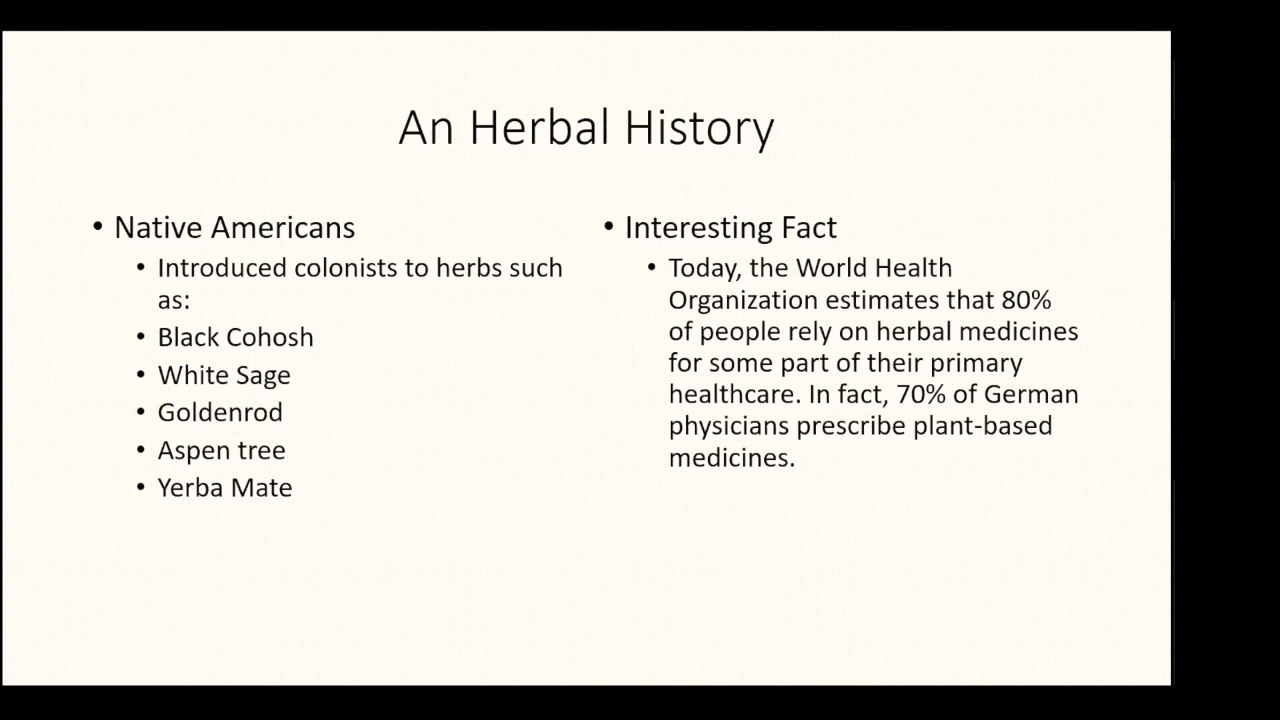 An Herbal History
• Native Americans
• Introduced colonists to herbs such
as:
• Black Cohosh
• White Sage
• Goldenrod
• Aspen tree
• Yerba Mate
• Interesting Fact
• Today, the World Health
Organization estimates that 80%
of people rely on herbal medicines
for some part of their primary
healthcare. In fact, 70% of German
physicians prescribe plant-based
medicines.